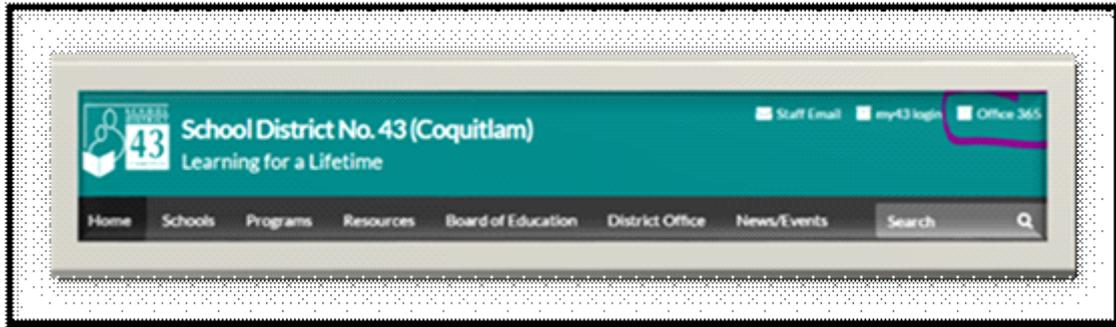 Staff Email my43 login Office 365
43
School District No. 43 (Coquitlam)
Learning for a Lifetime
Home Schools Programs Resources Board of Education District Office News/Events Search